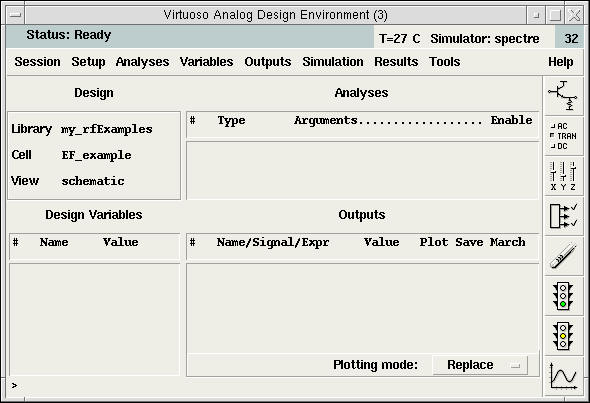 Virtuoso Analog Design Environment (3)
Status: Ready
T=27 C Simulator: spectre 32
Session Setup Analyses Variables Outputs Simulation Results Tools Help
Design
Library my_rfExamples
Cell EF_example
View schematic
Analyses
# Type Arguments.................. Enable
Design Variables
# Name Value
Outputs
# Name/Signal/Expr Value Plot Save March
Plotting mode: Replace
>
AC
TRAN
DC
X Y Z